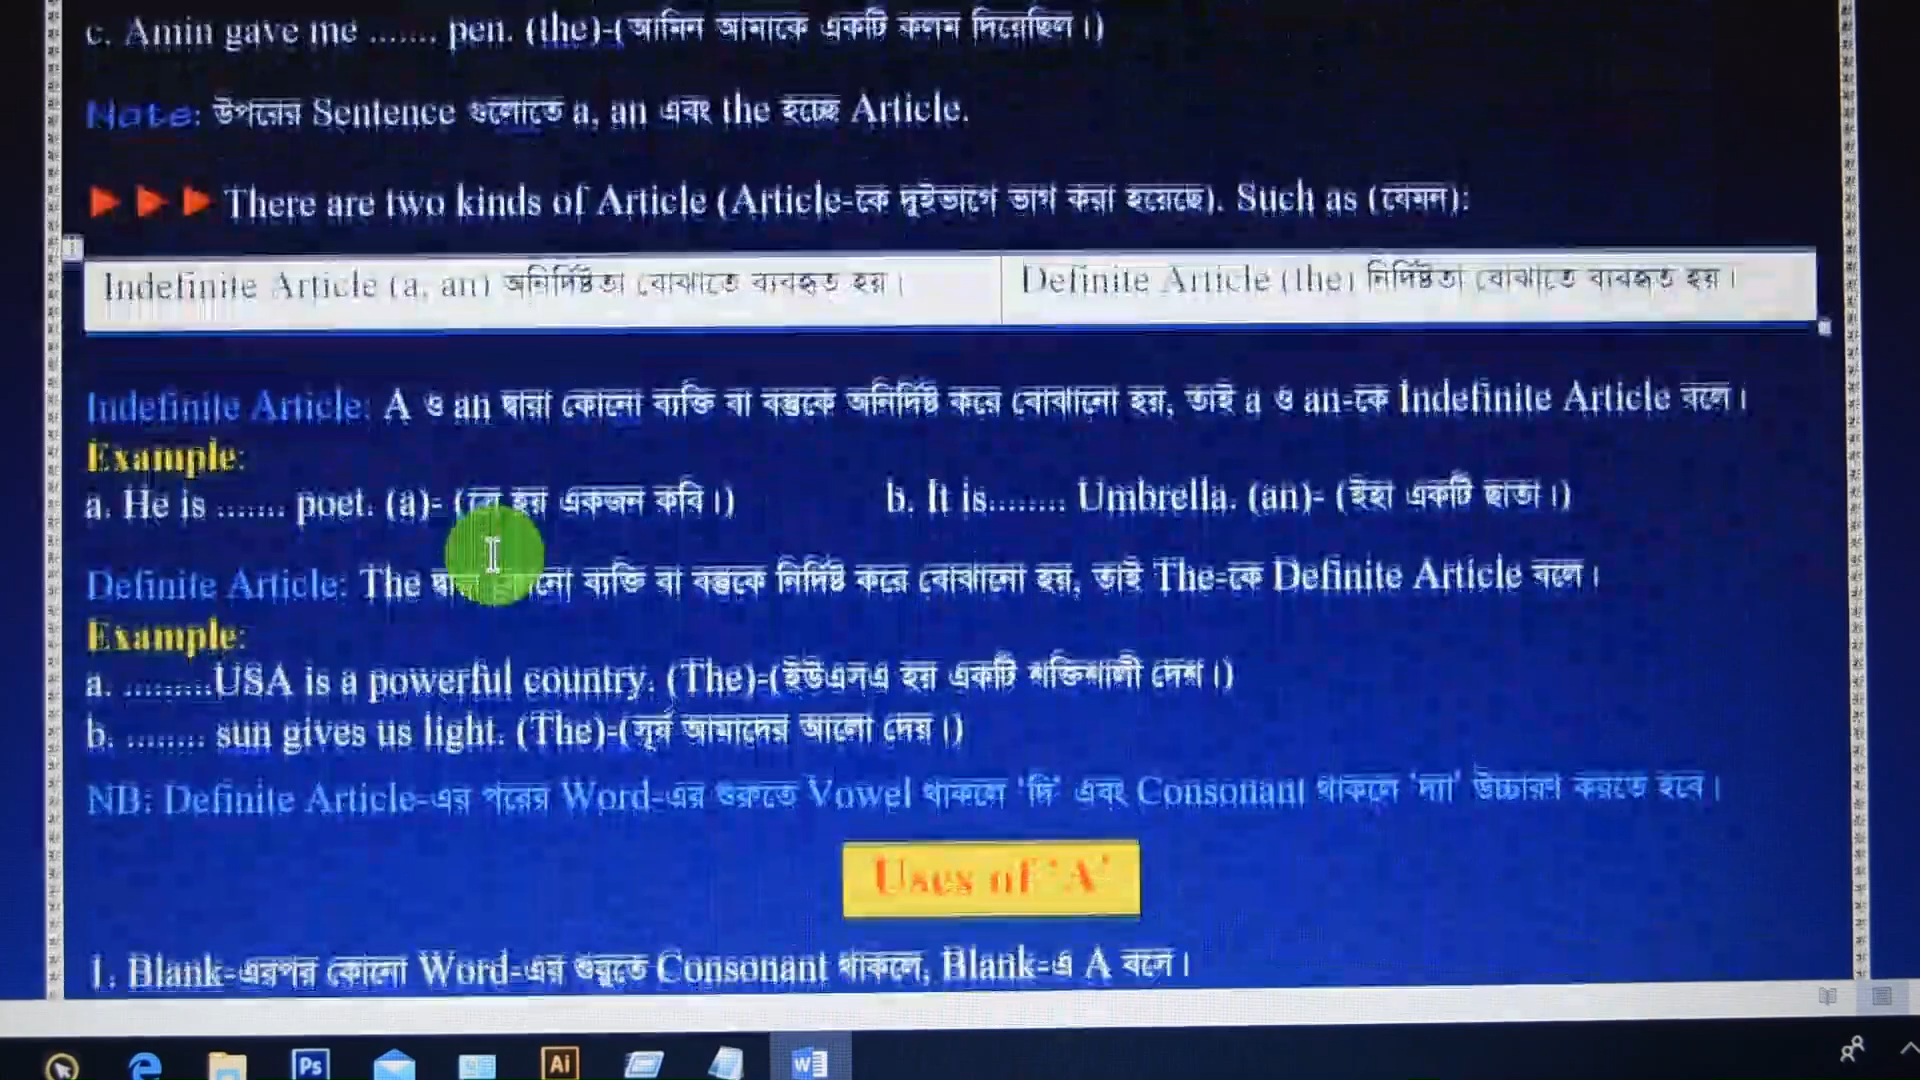 c. Amin gave me ....... pen. (the)-(আমিন আমাকে একটি কলম দিয়েছিল।)
Note: উপরের Sentence গুলোতে a, an এবং the হচ্ছে Article.
There are two kinds of Article (Article-কে দুইভাগে ভাগ করা হয়েছে). Such as (যেমন):
Indefinite Article (a, an) অনির্দিষ্টতা বোঝাতে ব্যবহৃত হয়। Definite Article (the) নির্দিষ্টতা বোঝাতে ব্যবহৃত হয়।
Indefinite Article: A ও an দ্বারা কোনো ব্যক্তি বা বস্তুকে অনির্দিষ্ট করে বোঝানো হয়, তাই a ও an-কে Indefinite Article বলে।
Example:
a. He is ....... poet. (a)- (সে হয় একজন কবি।) b. It is........ Umbrella. (an)- (ইহা একটি ছাতা।)
Definite Article: The দ্বারা কোনো ব্যক্তি বা বস্তুকে নির্দিষ্ট করে বোঝানো হয়, তাই The-কে Definite Article বলে।
Example:
a. .........USA is a powerful country. (The)-(ইউএসএ হয় একটি শক্তিশালী দেশ।)
b. ........ sun gives us light. (The)-(সূর্য আমাদের আলো দেয়।)
NB: Definite Article-এর পরের Word-এর শুরুতে Vowel থাকলে ‘দি’ এবং Consonant থাকলে ‘দ্যা’ উচ্চারণ করতে হবে।
Uses of ‘A’
1. Blank-এরপর কোনো Word-এর শুরুতে Consonant থাকলে, Blank-এ A বসে।
Ps
Ai
W